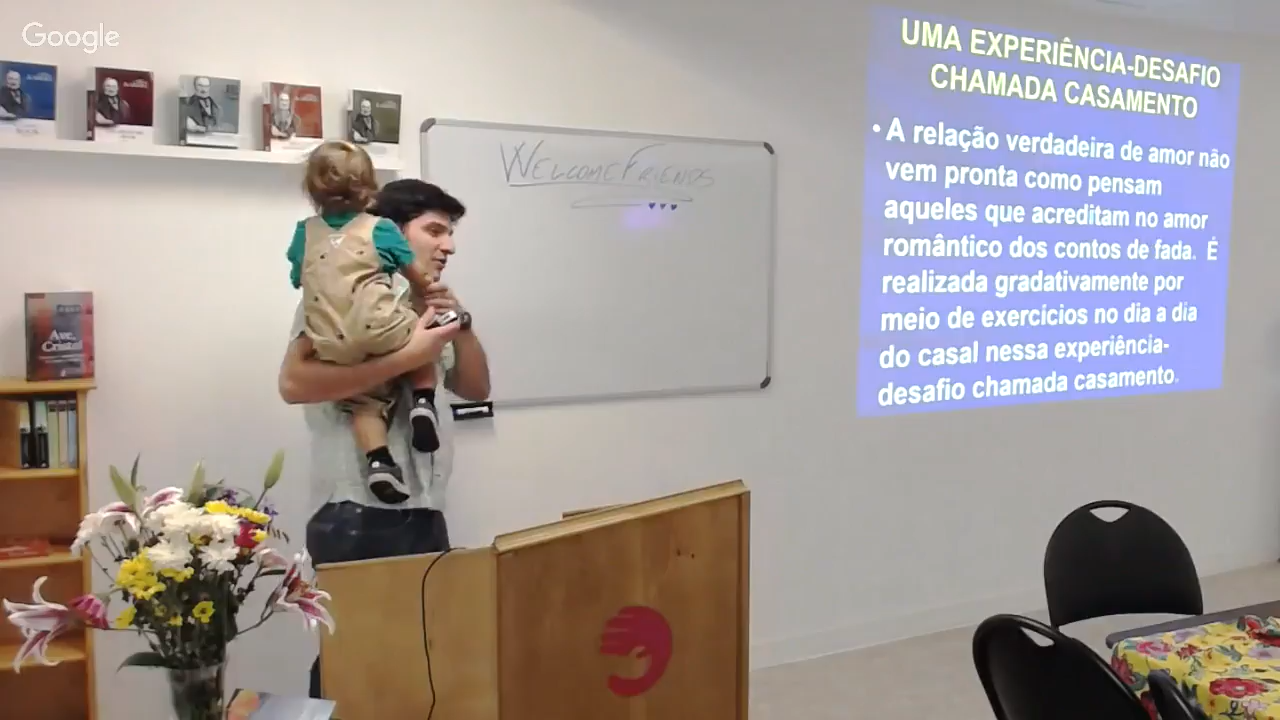 Google
UMA EXPERIÊNCIA-DESAFIO
CHAMADA CASAMENTO
WELCOME FRIENDS
• A relação verdadeira de amor não
vem pronta como pensam
aqueles que acreditam no amor
romântico dos contos de fada. É
realizada gradativamente por
meio de exercícios no dia a dia
do casal nessa experiência-
desafio chamada casamento.
Ave,
Cristo!